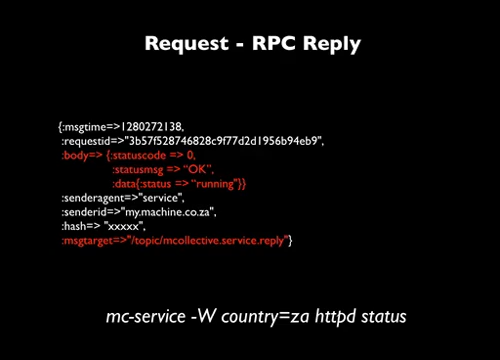 Request - RPC Reply
{:msgtime=>1280272138,
:requestid=>"3b57f528746828c9f77d2d1956b94eb9",
:body=> {:statuscode => 0,
:statusmsg => “OK”,
:data{:status => “running"}}
:senderagent=>"service",
:senderid=>"my.machine.co.za",
:hash=> "xxxxx",
:msgtarget=>"/topic/mcollective.service.reply"}
mc-service -W country=za httpd status